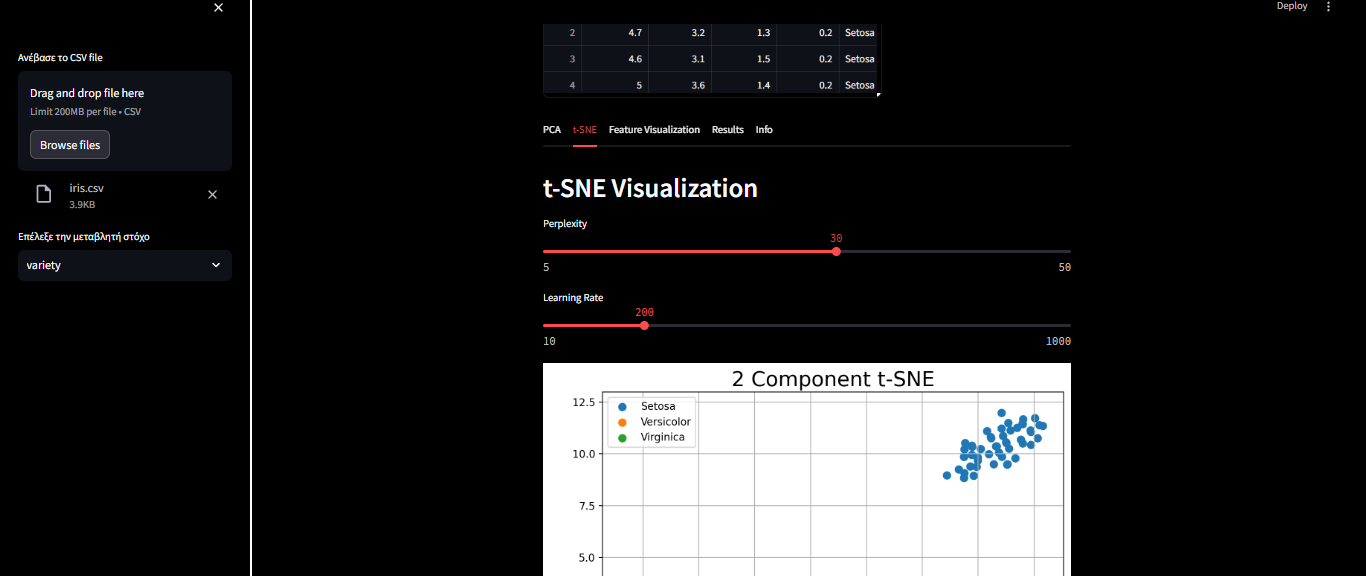 Deploy
Ανέβασε το CSV file
Drag and drop file here
Limit 200MB per file • CSV
Browse files
iris.csv
3.9KB
Επέλεξε την μεταβλητή στόχο
variety
2 4.7 3.2 1.3 0.2 Setosa
3 4.6 3.1 1.5 0.2 Setosa
4 5 3.6 1.4 0.2 Setosa
PCA t-SNE Feature Visualization Results Info
t-SNE Visualization
Perplexity
30
5 50
Learning Rate
200
10 1000
2 Component t-SNE
12.5
Setosa
Versicolor
Virginica
10.0
7.5
5.0